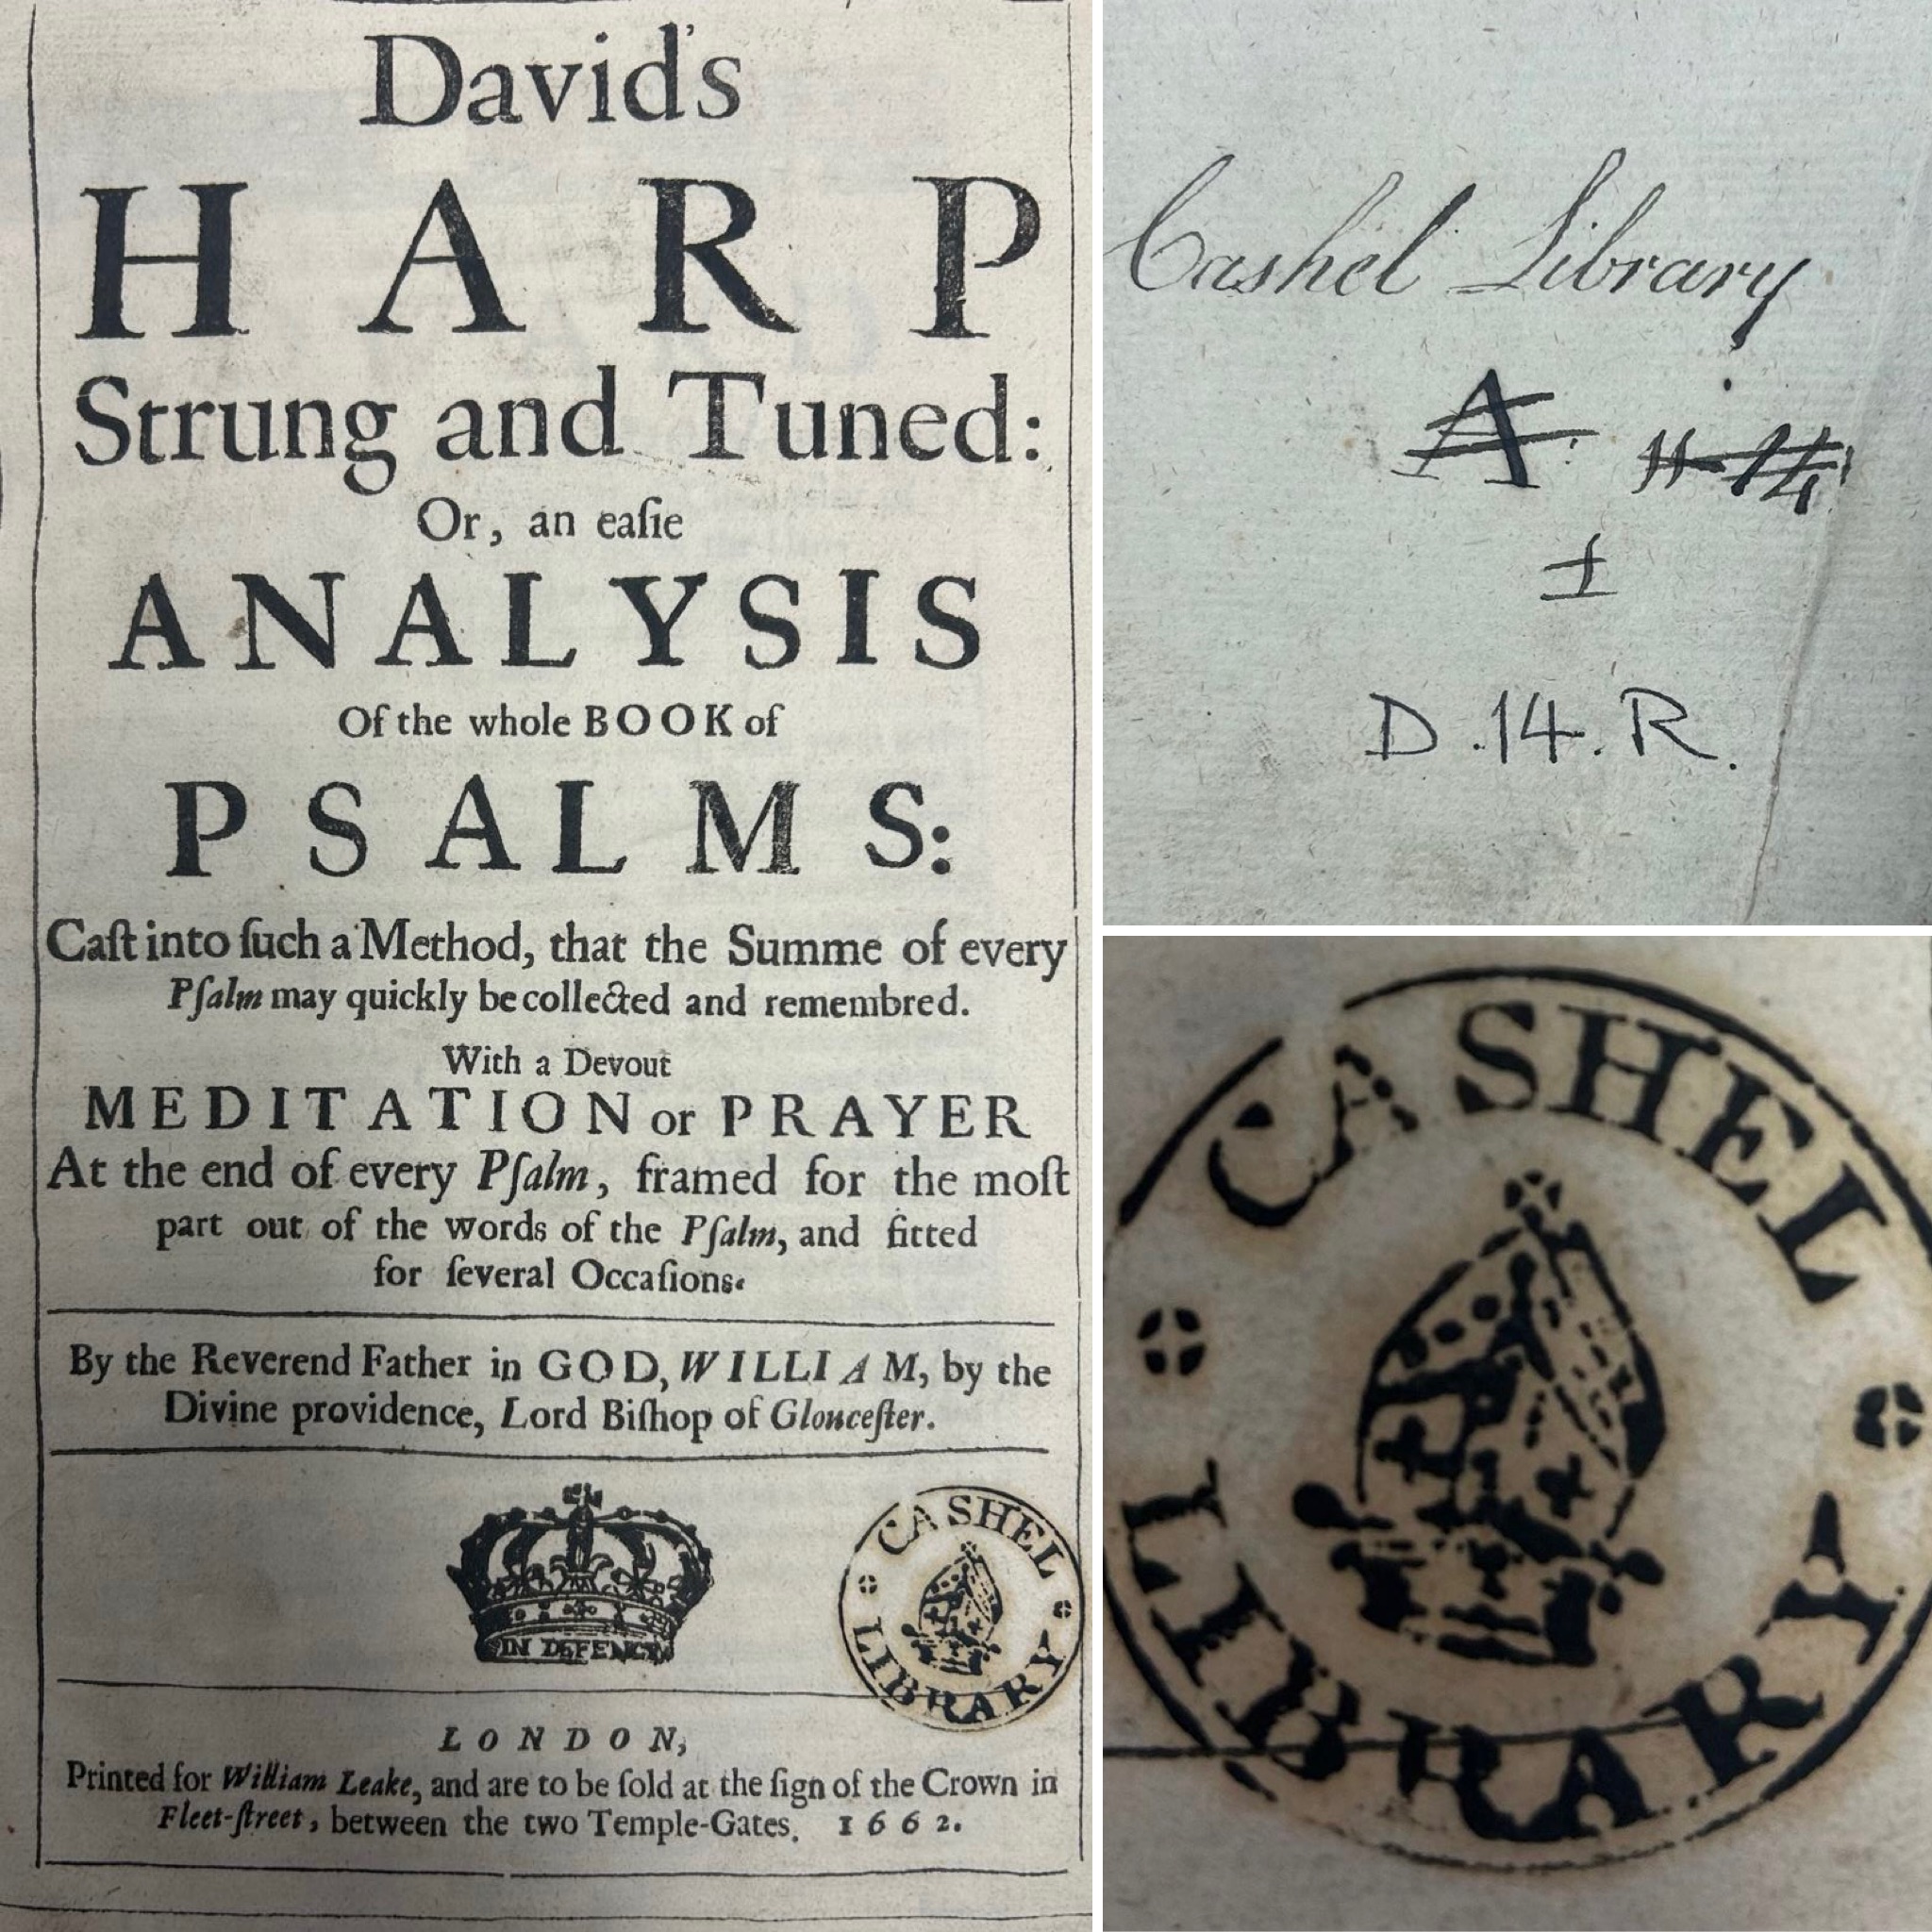 David's
HARP
Strung and Tuned:
Or, an eaſie
ANALYSIS
Of the whole BOOK of
PSALMS:
Caſt into ſuch a Method, that the Summe of every
Pſalm may quickly be collected and remembred.
With a Devout
MEDITATION or PRAYER
At the end of every Pſalm, framed for the moſt
part out of the words of the Pſalm, and fitted
for ſeveral Occaſions.
By the Reverend Father in GOD, WILLIAM, by the
Divine providence, Lord Biſhop of Glouceſter.
IN DEFENCE
CASHEL
LIBRARY
LONDON,
Printed for William Leake, and are to be ſold at the ſign of the Crown in
Fleet-ſtreet, between the two Temple-Gates. 1662.
Cashel Library
A.
D.14.R.
CASHEL
LIBRARY